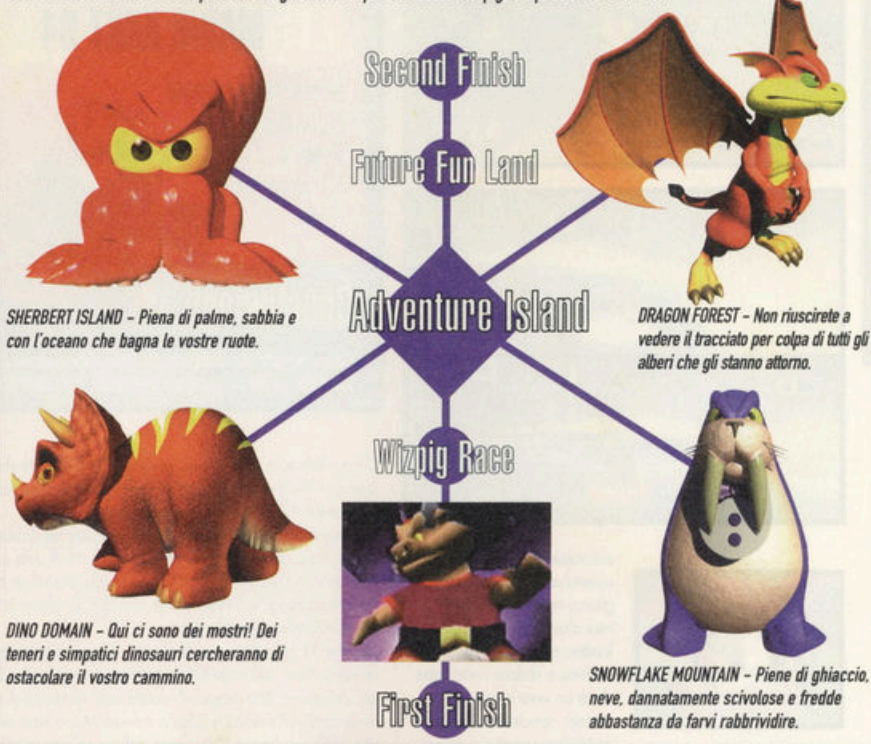 Second Finish
Future Fun Land
Adventure Island
SHERBERT ISLAND – Piena di palme, sabbia e
con l'oceano che bagna le vostre ruote.
DRAGON FOREST – Non riuscirete a
vedere il tracciato per colpa di tutti gli
alberi che gli stanno attorno.
Wizpig Race
DINO DOMAIN – Qui ci sono dei mostri! Dei
teneri e simpatici dinosauri cercheranno di
ostacolare il vostro cammino.
SNOWFLAKE MOUNTAIN – Piene di ghiaccio,
neve, dannatamente scivolose e fredde
abbastanza da farvi rabbrividire.
First Finish